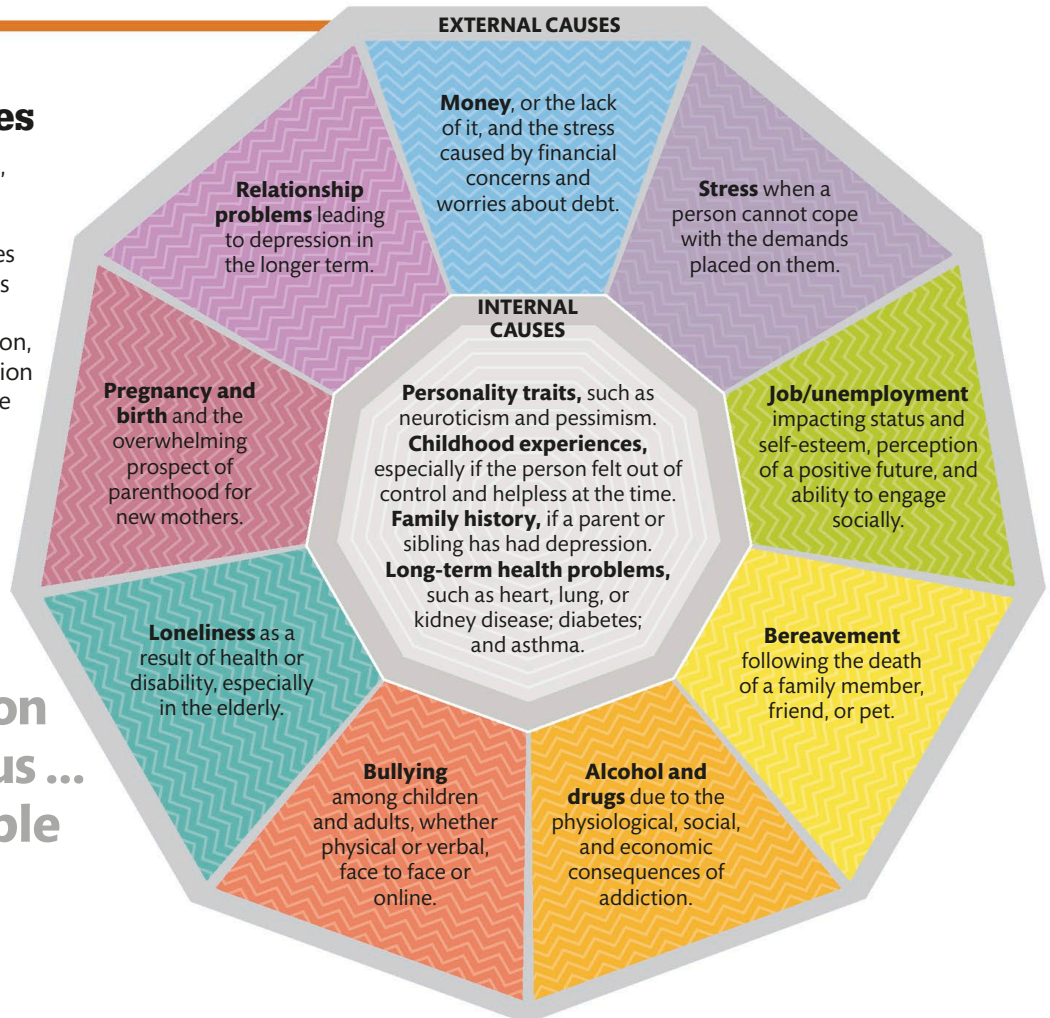 EXTERNAL CAUSES
Money, or the lack
of it, and the stress
caused by financial
concerns and
worries about debt.
Stress when a
person cannot cope
with the demands
placed on them.
Job/unemployment
impacting status and
self-esteem, perception
of a positive future, and
ability to engage
socially.
Bereavement
following the death
of a family member,
friend, or pet.
Alcohol and
drugs due to the
physiological, social,
and economic
consequences of
addiction.
Bullying
among children
and adults, whether
physical or verbal,
face to face or
online.
Loneliness as a
result of health or
disability, especially
in the elderly.
Pregnancy and
birth and the
overwhelming
prospect of
parenthood for
new mothers.
Relationship
problems leading
to depression in
the longer term.
INTERNAL
CAUSES
Personality traits, such as
neuroticism and pessimism.
Childhood experiences,
especially if the person felt out of
control and helpless at the time.
Family history, if a parent or
sibling has had depression.
Long-term health problems,
such as heart, lung, or
kidney disease; diabetes;
and asthma.
es
,
es
s
on,
ion
e
on
us ...
ble